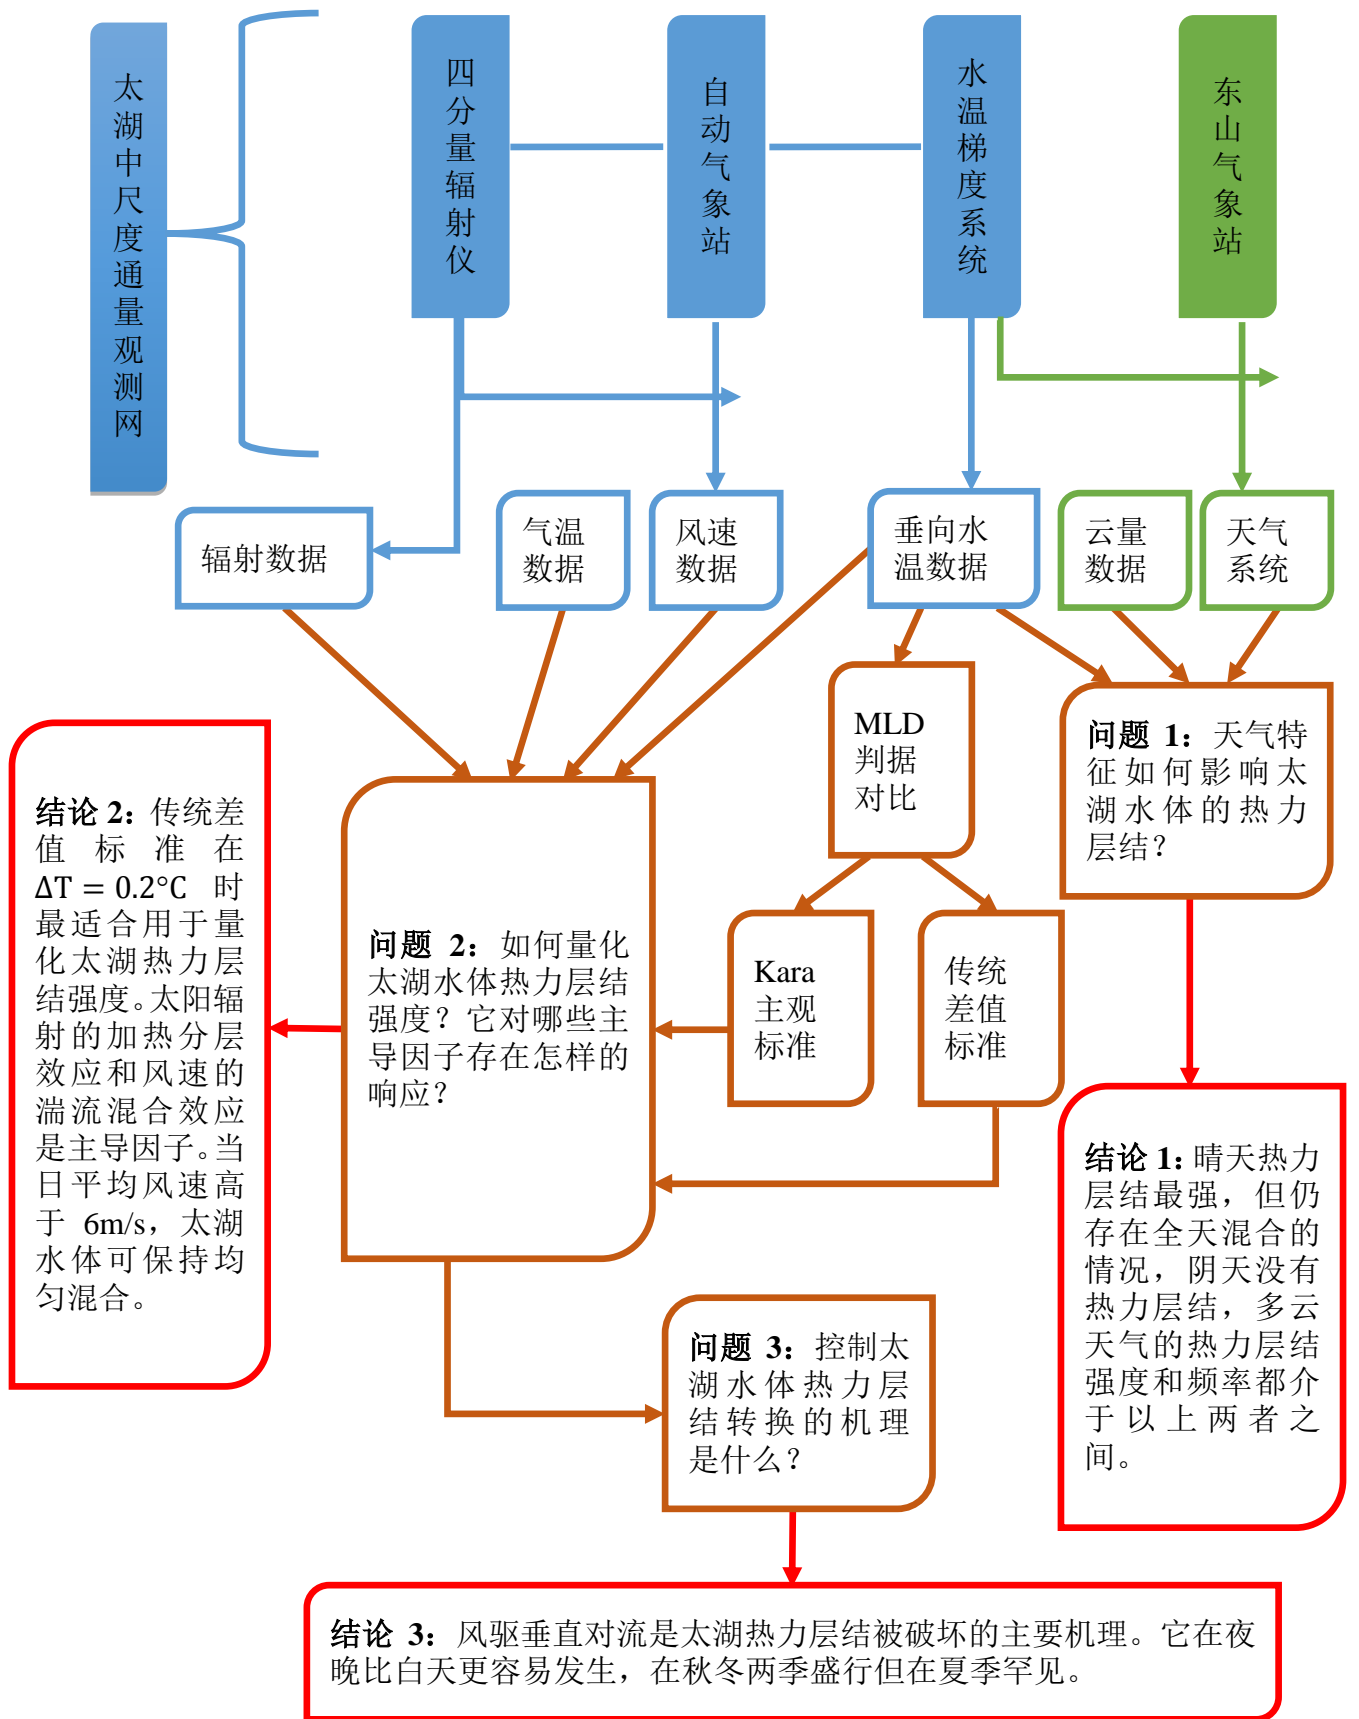 太湖中尺度通量观测网
四分量辐射仪
自动气象站
水温梯度系统
东山气象站
辐射数据
气温
数据
风速
数据
垂向水
温数据
云量
数据
天气
系统
MLD
判据
对比
问题 1：天气特
征如何影响太
湖水体的热力
层结？
结论 2：传统差
值标准在
ΔT = 0.2°C 时
最适合用于量
化太湖热力层
结强度。太阳辐
射的加热分层
效应和风速的
湍流混合效应
是主导因子。当
日平均风速高
于 6m/s，太湖
水体可保持均
匀混合。
问题 2：如何量化
太湖水体热力层结
强度？它对哪些主
导因子存在怎样的
响应？
Kara
主观
标准
传统
差值
标准
结论 1：晴天热力
层结最强，但仍
存在全天混合的
情况，阴天没有
热力层结，多云
天气的热力层结
强度和频率都介
于以上两者之
间。
问题 3：控制太
湖水体热力层
结转换的机理
是什么？
结论 3：风驱垂直对流是太湖热力层结被破坏的主要机理。它在夜
晚比白天更容易发生，在秋冬两季盛行但在夏季罕见。